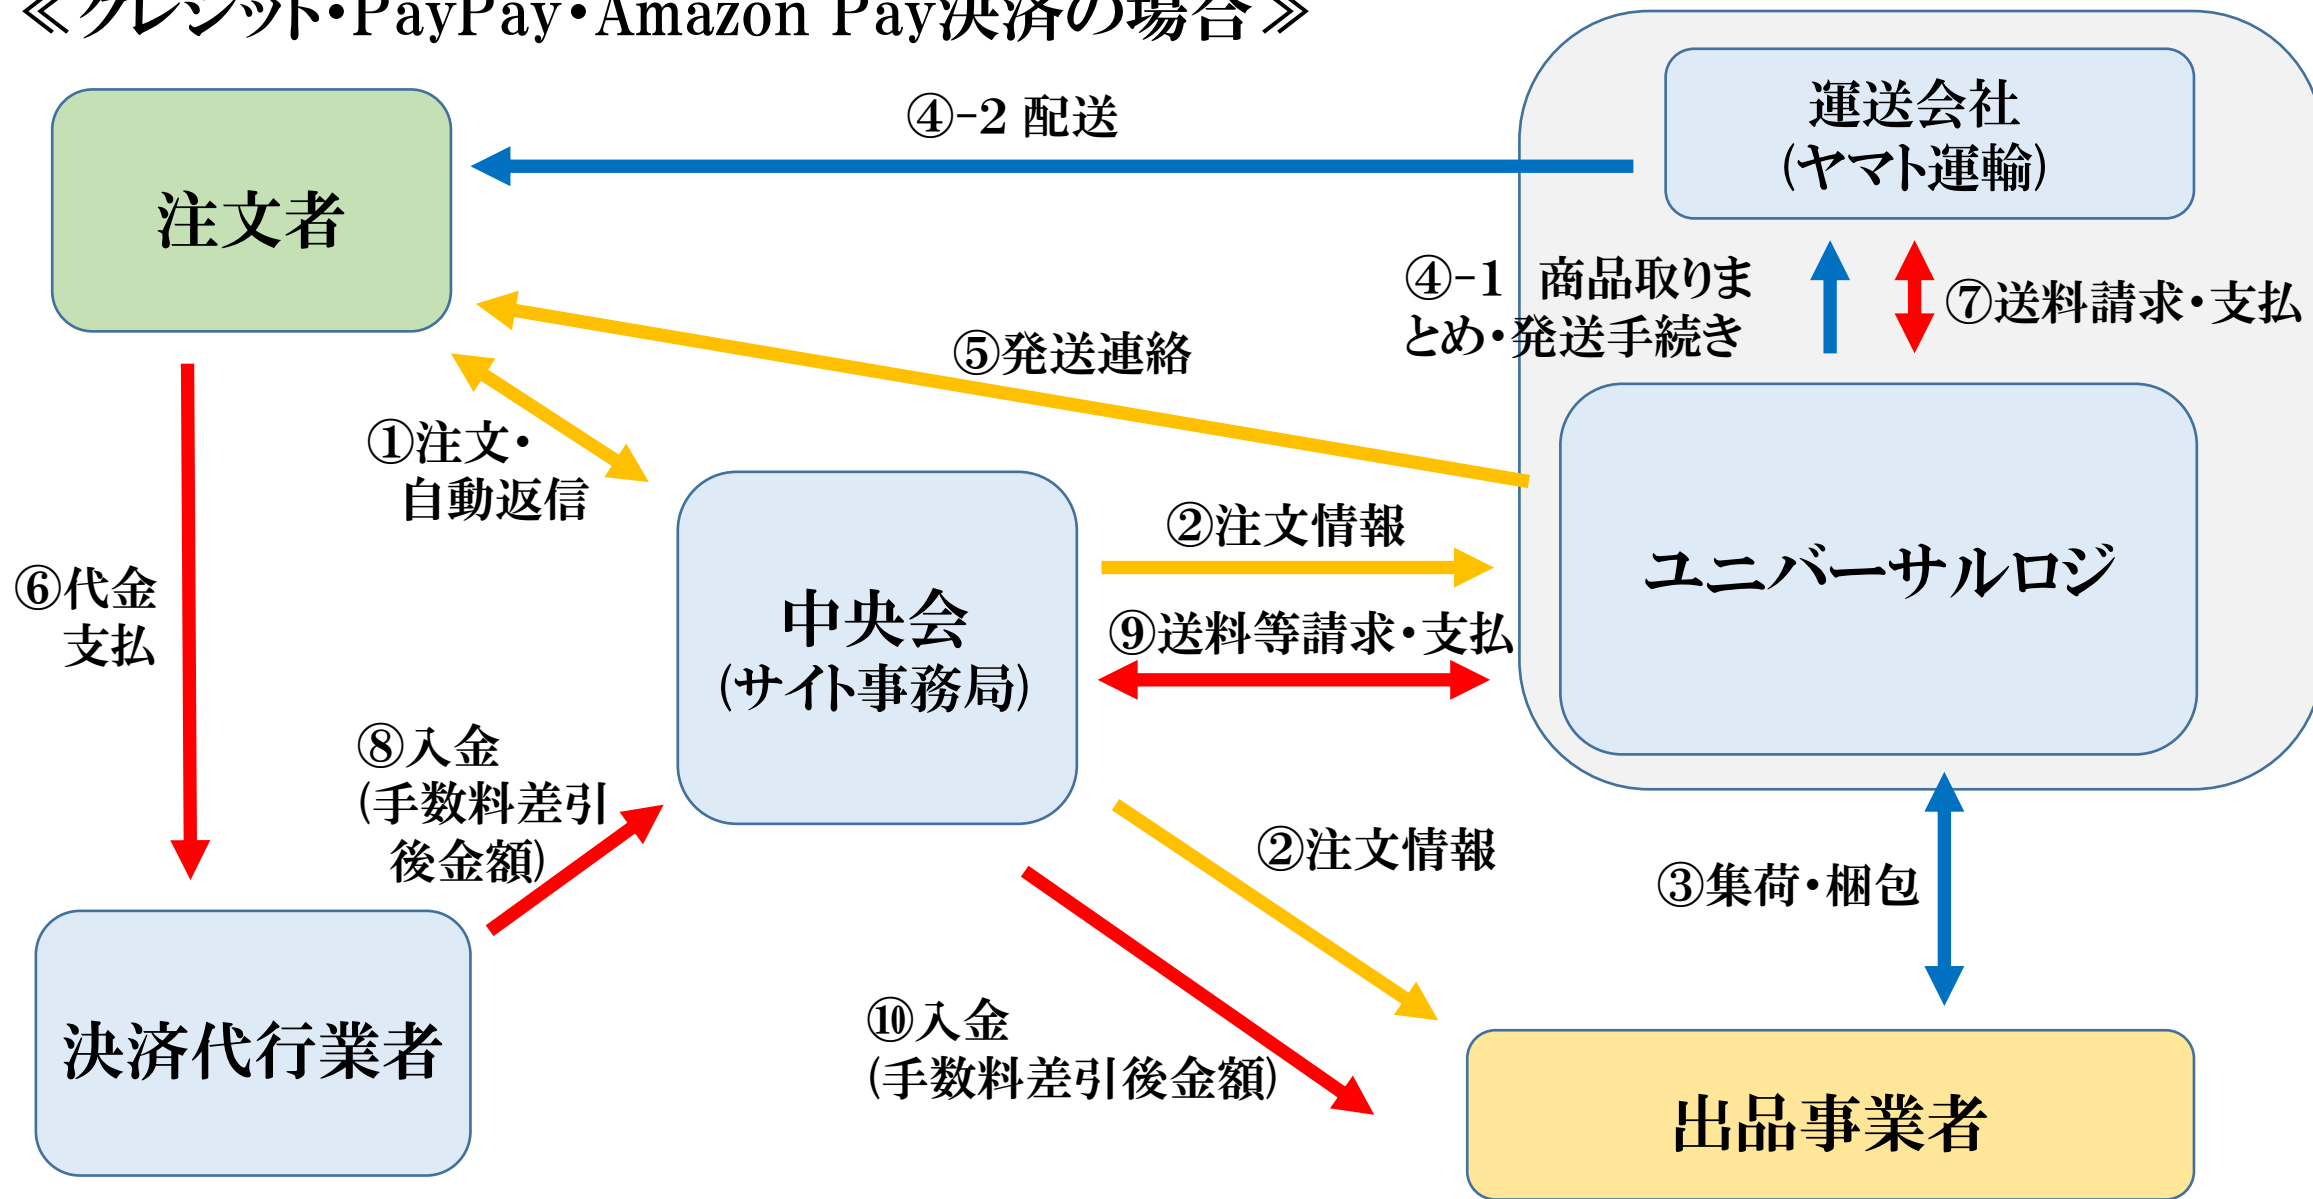 ≪クレジット・PayPay・Amazon Pay決済の場合≫
運送会社
(ヤマト運輸)
④-2 配送
注文者
④-1 商品取りま
とめ・発送手続き
⑦送料請求・支払
⑤発送連絡
①注文・
自動返信
②注文情報
ユニバーサルロジ
⑥代金
支払
中央会
(サイト事務局)
⑨送料等請求・支払
⑧入金
(手数料差引
後金額)
②注文情報
③集荷・梱包
⑩入金
(手数料差引後金額)
決済代行業者
出品事業者